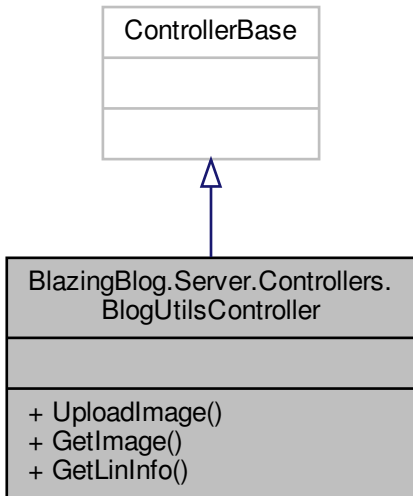 ControllerBase
BlazingBlog.Server.Controllers.
BlogUtilsController
+ UploadImage()
+ GetImage()
+ GetLinInfo()